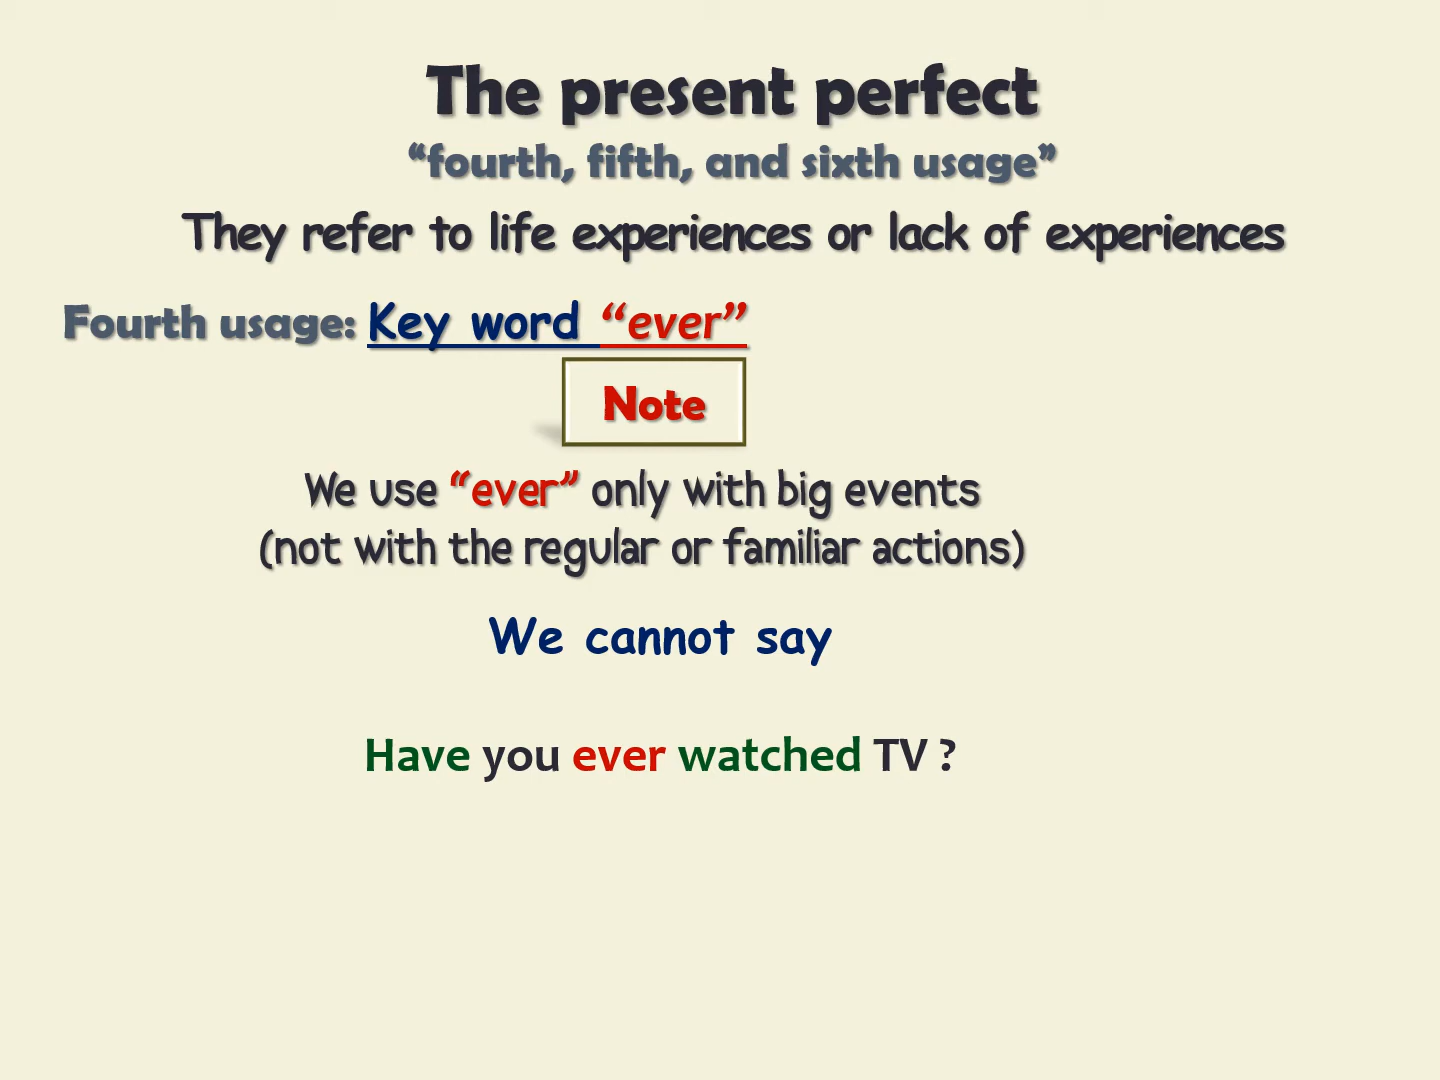 The present perfect
“fourth, fifth, and sixth usage”
They refer to life experiences or lack of experiences
Fourth usage: Key word “ever”
Note
We use “ever” only with big events
(not with the regular or familiar actions)
We cannot say
Have you ever watched TV ?